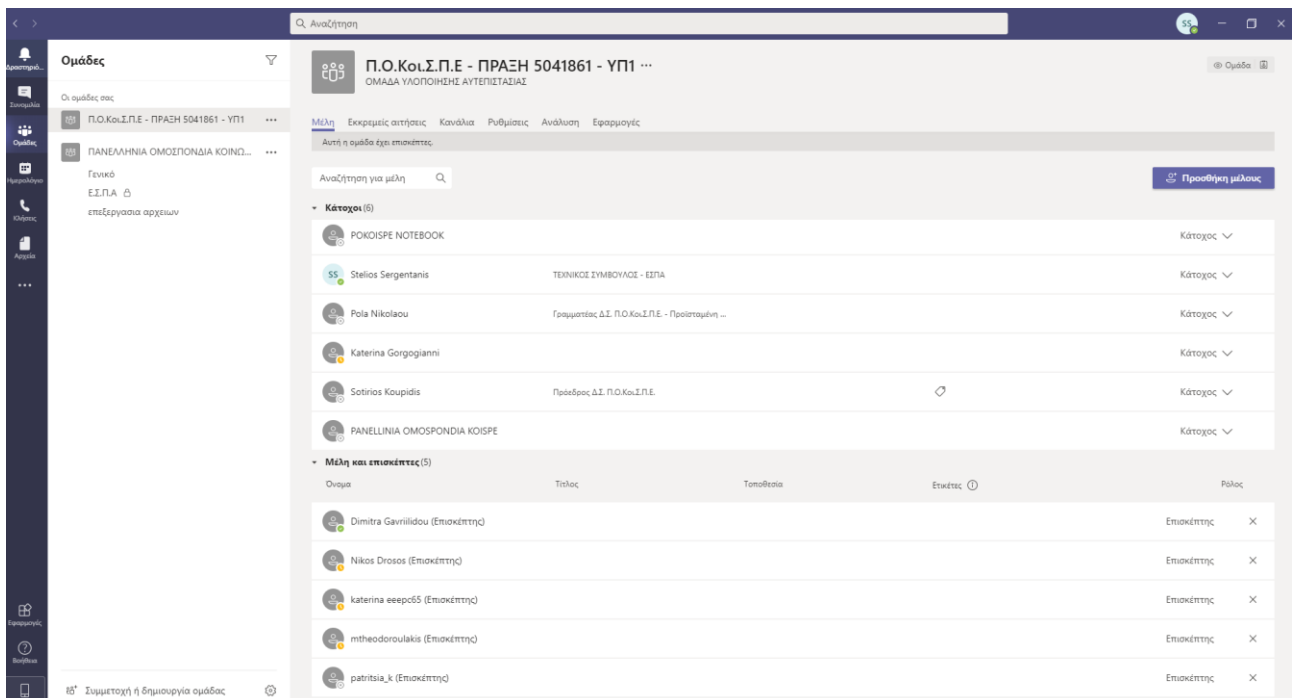 Αναζήτηση
SS
Δραστηριό...
Συνομιλία
Ομάδες
Ημερολόγιο
Κλήσεις
Αρχεία
Εφαρμογές
Βοήθεια
Ομάδες
Οι ομάδες σας
Π.Ο.Κοι.Σ.Π.Ε - ΠΡΑΞΗ 5041861 - ΥΠ1 ...
ΠΑΝΕΛΛΗΝΙΑ ΟΜΟΣΠΟΝΔΙΑ ΚΟΙΝΩ... ...
Γενικό
Ε.Σ.Π.Α
επεξεργασια αρχειων
Συμμετοχή ή δημιουργία ομάδας
Π.Ο.Κοι.Σ.Π.Ε - ΠΡΑΞΗ 5041861 - ΥΠ1 ...
ΟΜΑΔΑ ΥΛΟΠΟΙΗΣΗΣ ΑΥΤΕΠΙΣΤΑΣΙΑΣ
Ομάδα
Μέλη Εκκρεμείς αιτήσεις Κανάλια Ρυθμίσεις Ανάλυση Εφαρμογές
Αυτή η ομάδα έχει επισκέπτες.
Αναζήτηση για μέλη
Προσθήκη μέλους
Κάτοχοι (6)
POKOISPE NOTEBOOK Κάτοχος
SS Stelios Sergentanis ΤΕΧΝΙΚΟΣ ΣΥΜΒΟΥΛΟΣ - ΕΣΠΑ Κάτοχος
Pola Nikolaou Γραμματέας Δ.Σ. Π.Ο.Κοι.Σ.Π.Ε. - Προϊσταμένη ... Κάτοχος
Katerina Gorgogianni Κάτοχος
Sotirios Koupidis Πρόεδρος Δ.Σ. Π.Ο.Κοι.Σ.Π.Ε. Κάτοχος
PANELLINIA OMOSPONDIA KOISPE Κάτοχος
Μέλη και επισκέπτες (5)
Όνομα Τίτλος Τοποθεσία Ετικέτες Ρόλος
Dimitra Gavriilidou (Επισκέπτης) Επισκέπτης
Nikos Drosos (Επισκέπτης) Επισκέπτης
katerina eeepc65 (Επισκέπτης) Επισκέπτης
mtheodoroulakis (Επισκέπτης) Επισκέπτης
patritsia_k (Επισκέπτης) Επισκέπτης